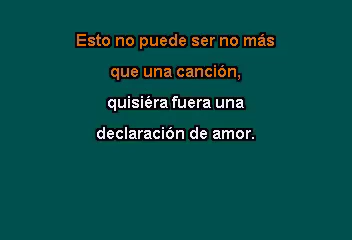 Esto no puede ser no más
que una canción,
quisiéra fuera una
declaración de amor.